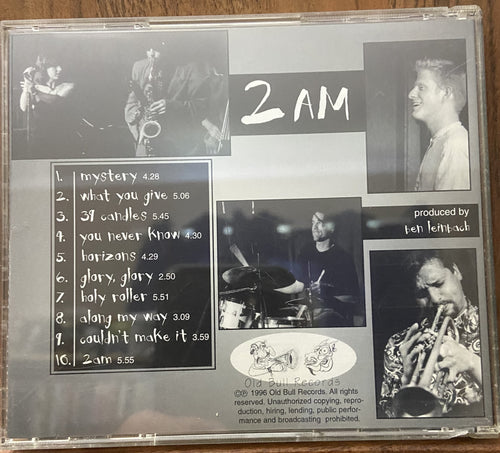 2 AM
1. mystery 4.28
2. what you give 5.06
3. 39 candles 5.45
4. you never know 4.30
5. horizons 4.29
6. glory, glory 2.50
7. holy roller 5.51
8. along my way 3.09
9. couldn't make it 3.59
10. 2am 5.55
produced by
ben leinbach
Old Bull Records
©℗ 1996 Old Bull Records. All rights
reserved. Unauthorized copying, repro-
duction, hiring, lending, public perfor-
mance and broadcasting prohibited.